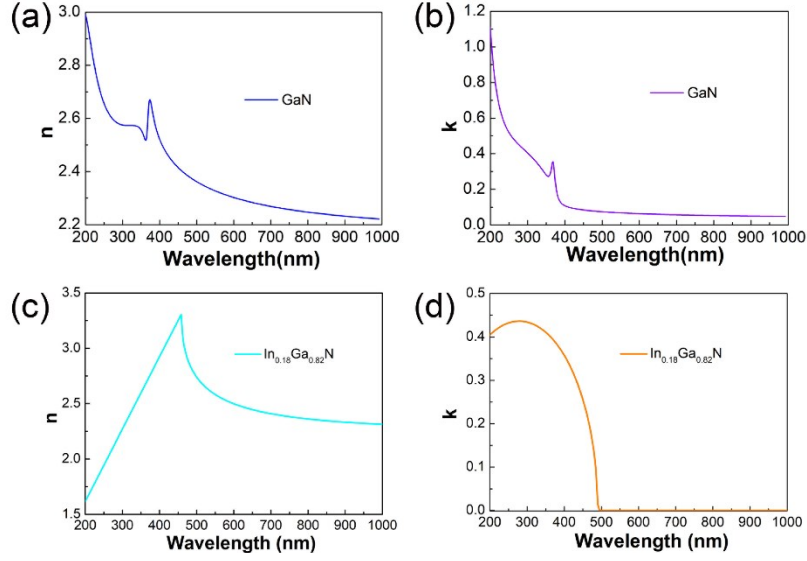 (a)
3.0
2.8
2.6
2.4
2.2
n
GaN
200 300 400 500 600 700 800 900 1000
Wavelength(nm)
(b)
1.2
1.0
0.8
0.6
0.4
0.2
0.0
k
GaN
200 300 400 500 600 700 800 900 1000
Wavelength(nm)
(c)
3.5
3.0
2.5
2.0
1.5
n
In0.18Ga0.82N
200 300 400 500 600 700 800 900 1000
Wavelength (nm)
(d)
0.5
0.4
0.3
0.2
0.1
0.0
k
In0.18Ga0.82N
200 300 400 500 600 700 800 900 1000
Wavelength (nm)